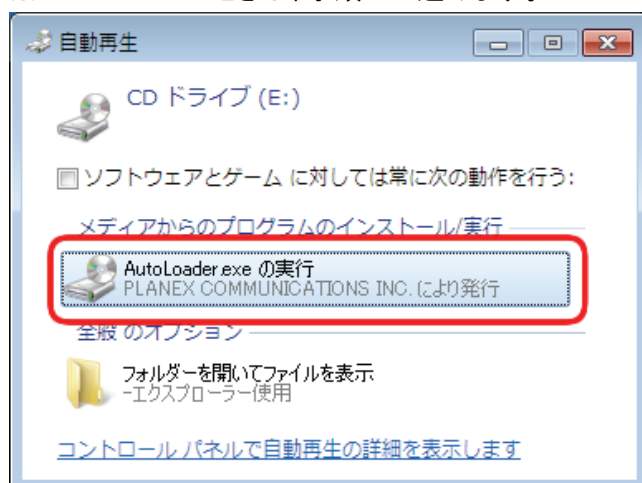 自動再生
CD ドライブ (E:)
ソフトウェアとゲーム に対しては常に次の動作を行う:
メディアからのプログラムのインストール/実行
AutoLoader.exe の実行
PLANEX COMMUNICATIONS INC. により発行
全般 のオプション
フォルダーを開いてファイルを表示
-エクスプローラー使用
コントロール パネルで自動再生の詳細を表示します